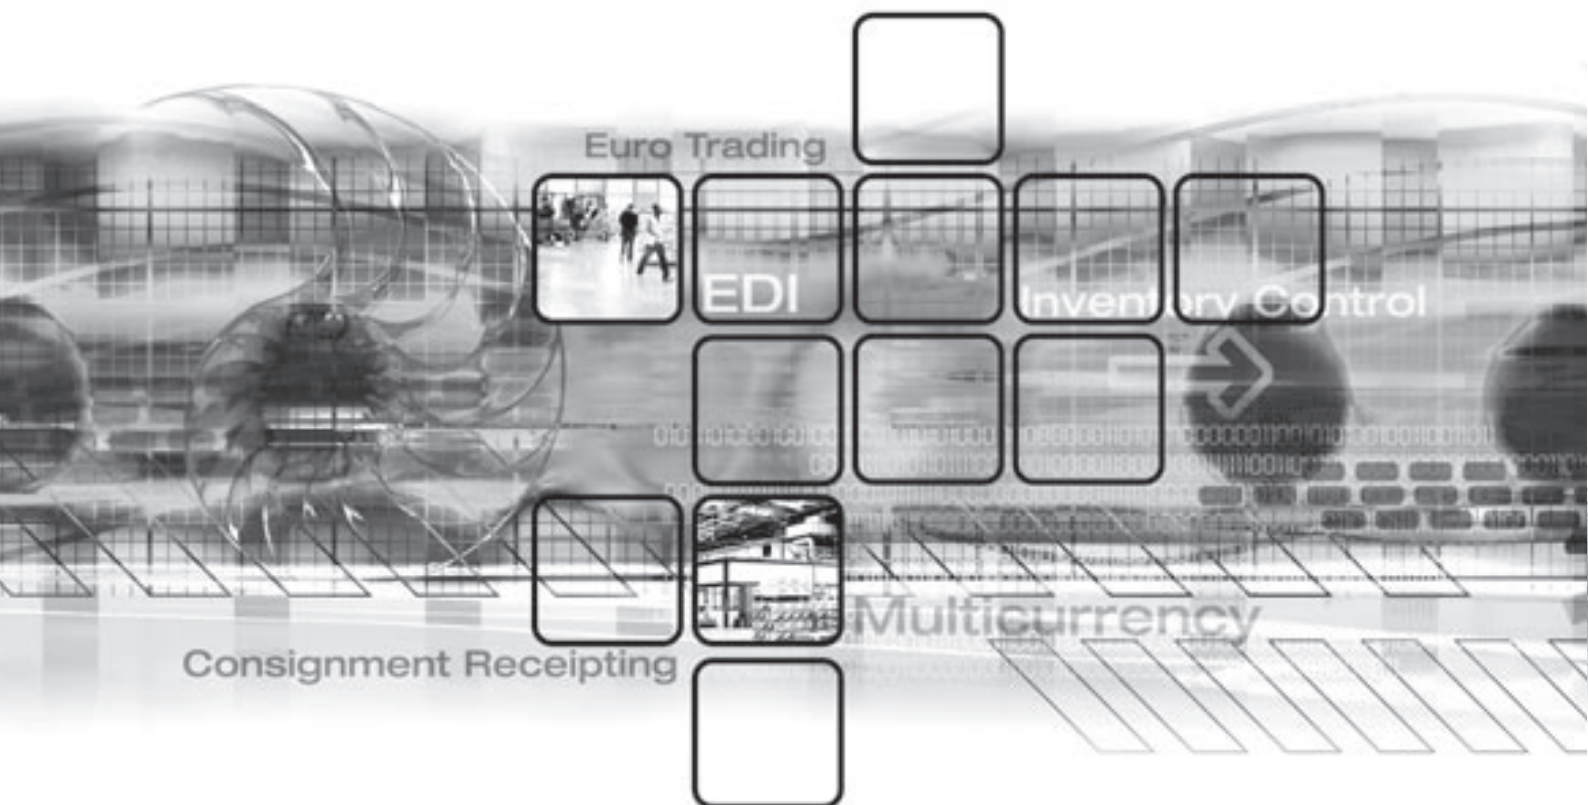 Euro Trading
EDI
Inventory Control
Multicurrency
Consignment Receipting